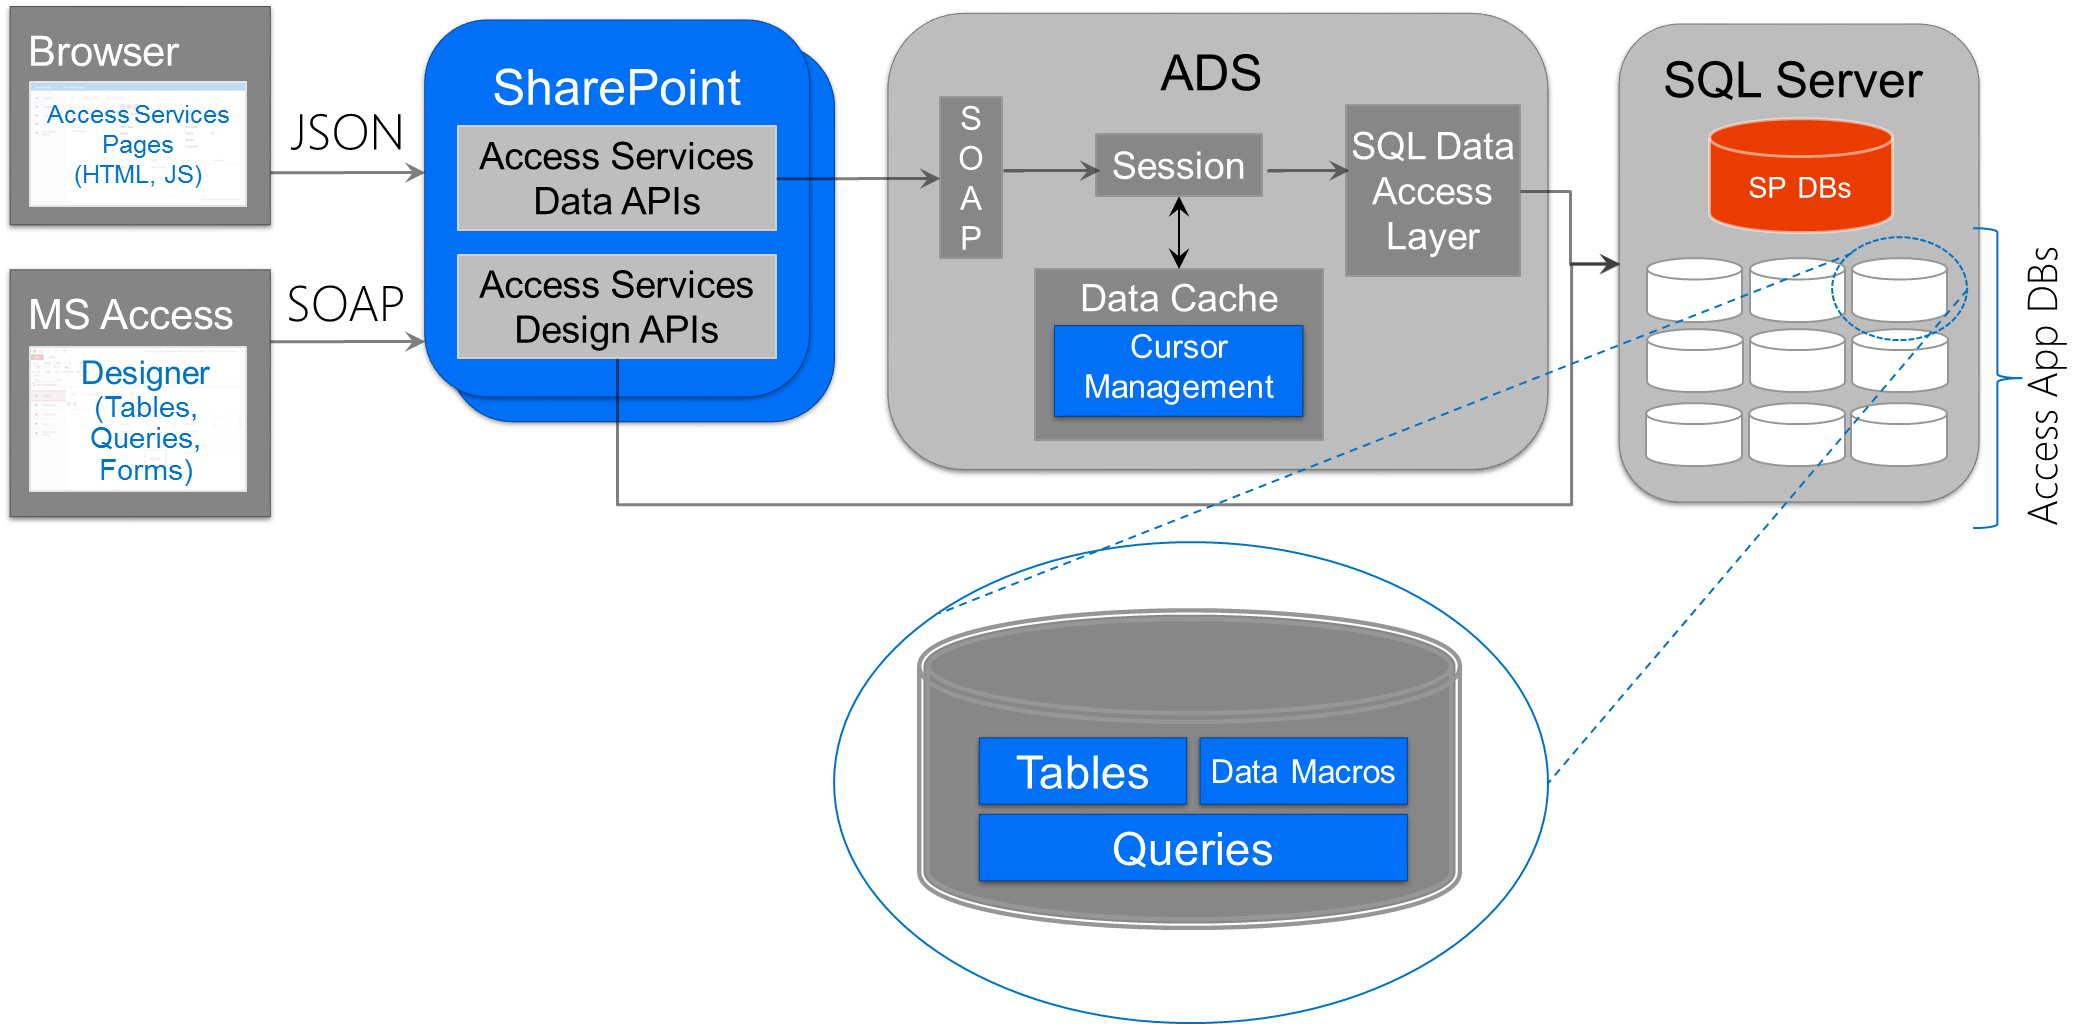 Browser
Access Services
Pages
(HTML, JS)
JSON
MS Access
Designer
(Tables,
Queries,
Forms)
SOAP
SharePoint
Access Services
Data APIs
Access Services
Design APIs
ADS
S
O
A
P
Session
SQL Data
Access
Layer
Data Cache
Cursor
Management
SQL Server
SP DBs
Access App DBs
Tables
Data Macros
Queries